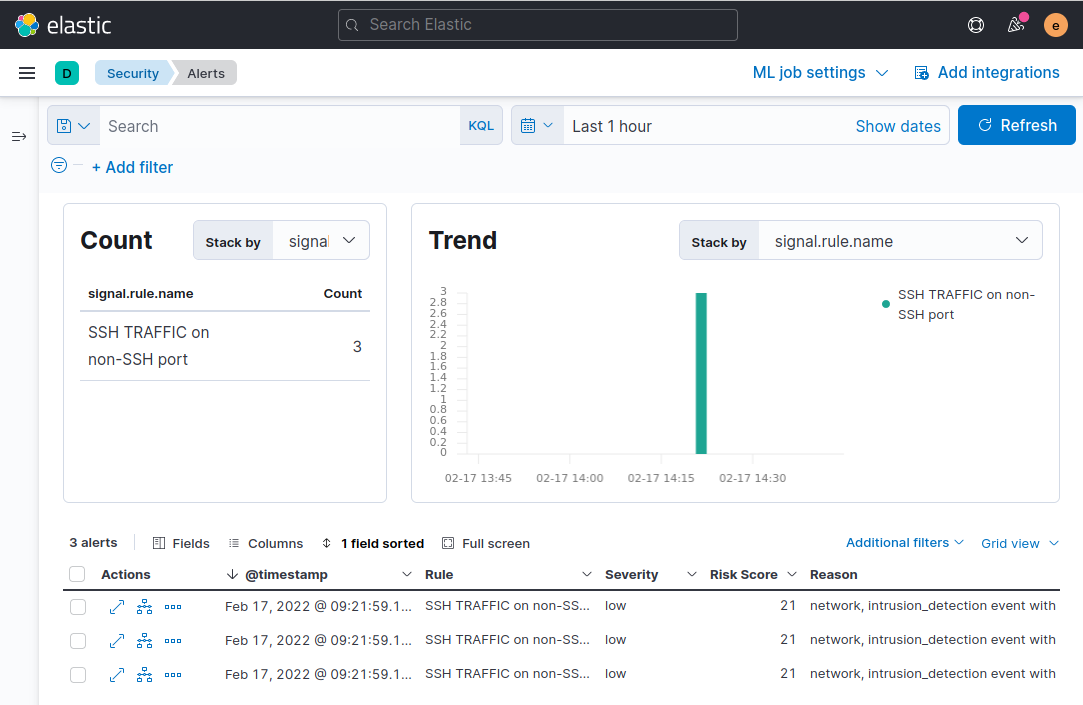 elastic
Search Elastic
e
D
Security
Alerts
ML job settings
Add integrations
Search
KQL
Last 1 hour
Show dates
Refresh
+ Add filter
Count
Stack by
signal
signal.rule.name Count
SSH TRAFFIC on
non-SSH port
3
Trend
Stack by
signal.rule.name
3
2.8
2.6
2.4
2.2
2
1.8
1.6
1.4
1.2
1
0.8
0.6
0.4
0.2
0
02-17 13:45 02-17 14:00 02-17 14:15 02-17 14:30
SSH TRAFFIC on non-
SSH port
3 alerts Fields Columns 1 field sorted Full screen Additional filters Grid view
Actions @timestamp Rule Severity Risk Score Reason
Feb 17, 2022 @ 09:21:59.1... SSH TRAFFIC on non-SS... low 21 network, intrusion_detection event with
Feb 17, 2022 @ 09:21:59.1... SSH TRAFFIC on non-SS... low 21 network, intrusion_detection event with
Feb 17, 2022 @ 09:21:59.1... SSH TRAFFIC on non-SS... low 21 network, intrusion_detection event with